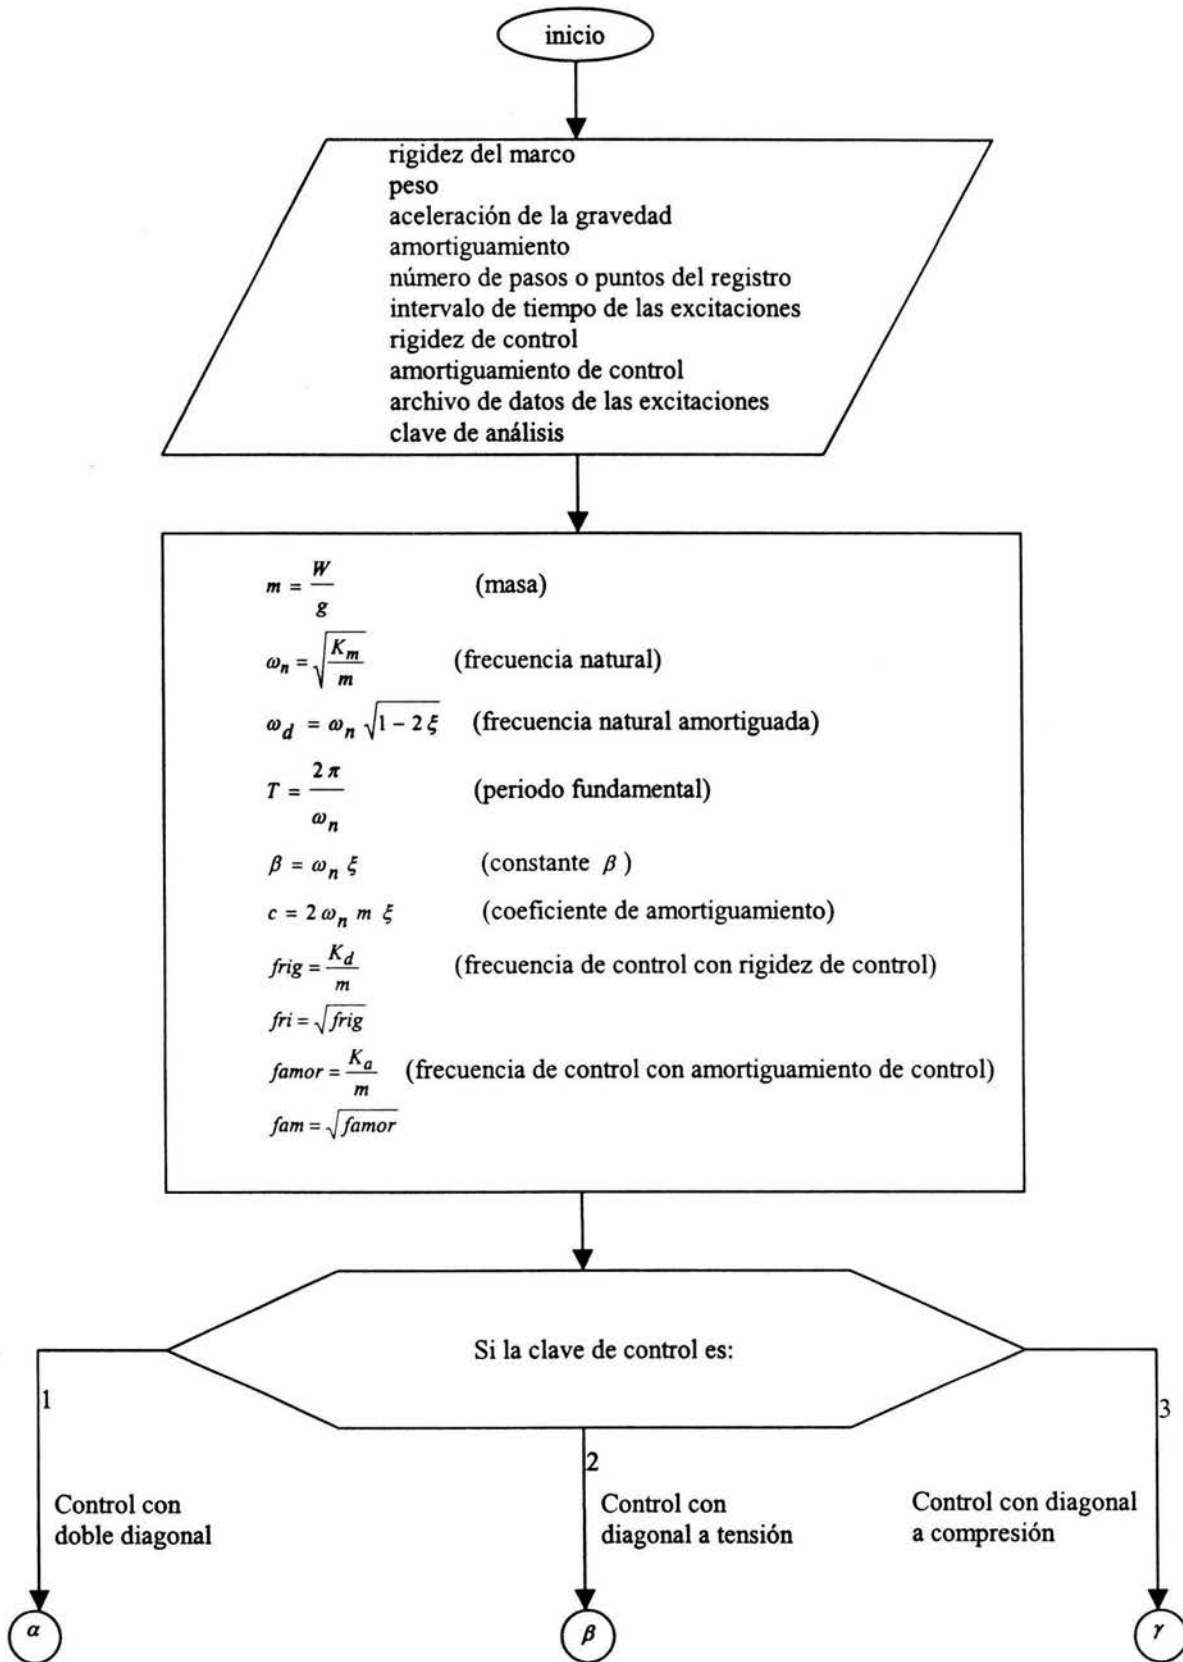 inicio
rigidez del marco
peso
aceleración de la gravedad
amortiguamiento
número de pasos o puntos del registro
intervalo de tiempo de las excitaciones
rigidez de control
amortiguamiento de control
archivo de datos de las excitaciones
clave de análisis
m = W / g (masa)
ω_n = √(K_m / m) (frecuencia natural)
ω_d = ω_n √(1 − 2 ξ) (frecuencia natural amortiguada)
T = 2 π / ω_n (periodo fundamental)
β = ω_n ξ (constante β )
c = 2 ω_n m ξ (coeficiente de amortiguamiento)
frig = K_d / m (frecuencia de control con rigidez de control)
fri = √frig
famor = K_a / m (frecuencia de control con amortiguamiento de control)
fam = √famor
Si la clave de control es:
1
2
3
Control con
doble diagonal
Control con
diagonal a tensión
Control con diagonal
a compresión
α
β
γ